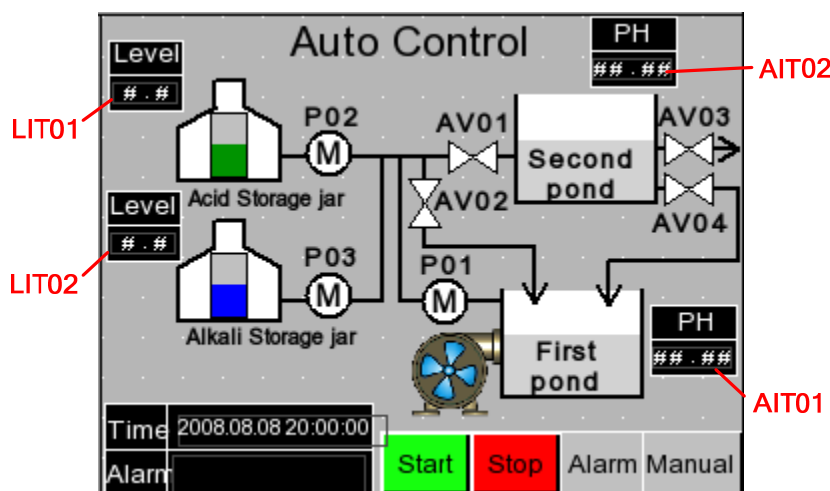 Auto Control
Level
#.#
LIT01
PH
##.##
AIT02
P02
M
Acid Storage jar
AV01
AV02
Second
pond
AV03
AV04
Level
#.#
LIT02
P03
M
Alkali Storage jar
P01
M
First
pond
PH
##.##
AIT01
Time 2008.08.08 20:00:00
Alarm
Start Stop Alarm Manual